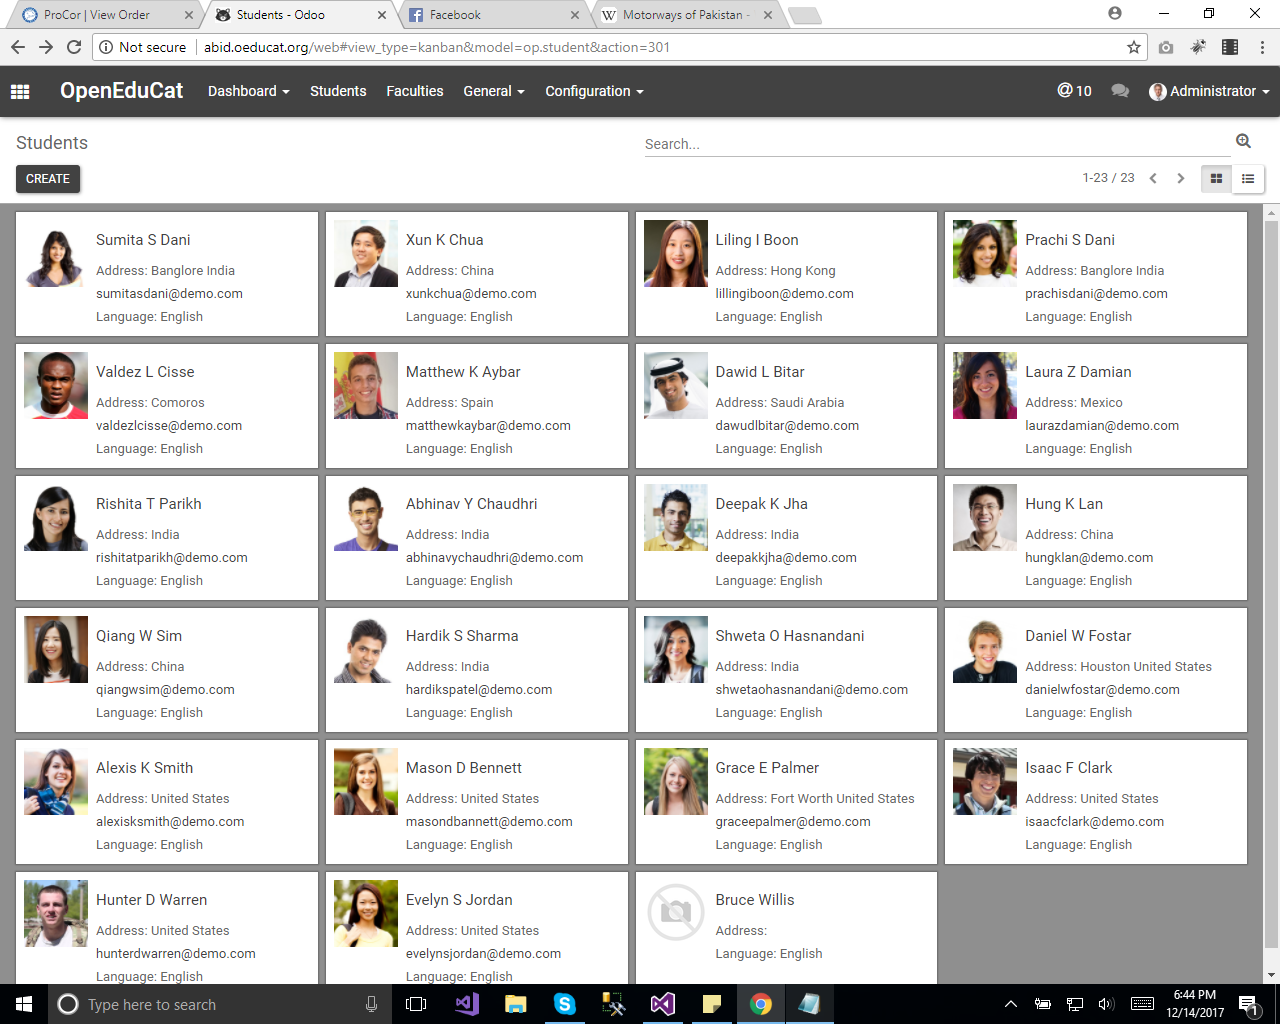 ProCor | View Order
Students - Odoo
Facebook
Motorways of Pakistan -
Not secure
abid.oeducat.org/web#view_type=kanban&model=op.student&action=301
OpenEduCat
Dashboard
Students
Faculties
General
Configuration
@ 10
Administrator
Students
Search...
CREATE
1-23 / 23
Sumita S Dani
Address: Banglore India
sumitasdani@demo.com
Language: English
Xun K Chua
Address: China
xunkchua@demo.com
Language: English
Liling I Boon
Address: Hong Kong
lillingiboon@demo.com
Language: English
Prachi S Dani
Address: Banglore India
prachisdani@demo.com
Language: English
Valdez L Cisse
Address: Comoros
valdezlcisse@demo.com
Language: English
Matthew K Aybar
Address: Spain
matthewkaybar@demo.com
Language: English
Dawid L Bitar
Address: Saudi Arabia
dawudlbitar@demo.com
Language: English
Laura Z Damian
Address: Mexico
laurazdamian@demo.com
Language: English
Rishita T Parikh
Address: India
rishitatparikh@demo.com
Language: English
Abhinav Y Chaudhri
Address: India
abhinavychaudhri@demo.com
Language: English
Deepak K Jha
Address: India
deepakkjha@demo.com
Language: English
Hung K Lan
Address: China
hungklan@demo.com
Language: English
Qiang W Sim
Address: China
qiangwsim@demo.com
Language: English
Hardik S Sharma
Address: India
hardikspatel@demo.com
Language: English
Shweta O Hasnandani
Address: India
shwetaohasnandani@demo.com
Language: English
Daniel W Fostar
Address: Houston United States
danielwfostar@demo.com
Language: English
Alexis K Smith
Address: United States
alexisksmith@demo.com
Language: English
Mason D Bennett
Address: United States
masondbannett@demo.com
Language: English
Grace E Palmer
Address: Fort Worth United States
graceepalmer@demo.com
Language: English
Isaac F Clark
Address: United States
isaacfclark@demo.com
Language: English
Hunter D Warren
Address: United States
hunterdwarren@demo.com
Language: English
Evelyn S Jordan
Address: United States
evelynsjordan@demo.com
Language: English
Bruce Willis
Address:
Language: English
Type here to search
6:44 PM
12/14/2017
1